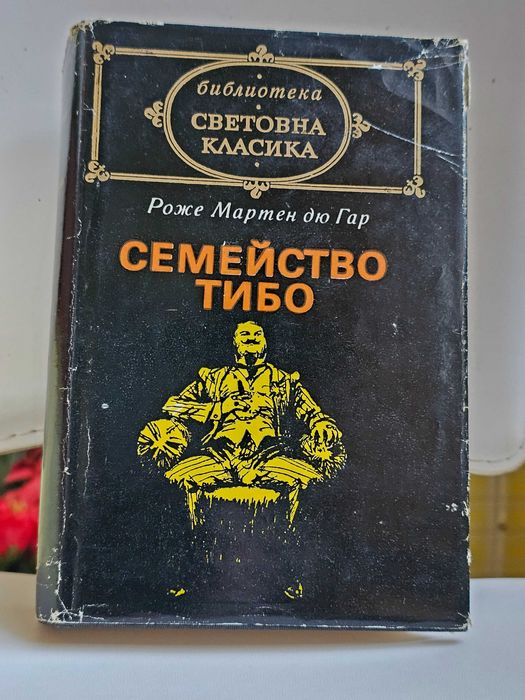 библиотека
СВЕТОВНА
КЛАСИКА
Роже Мартен дю Гар
СЕМЕЙСТВО
ТИБО